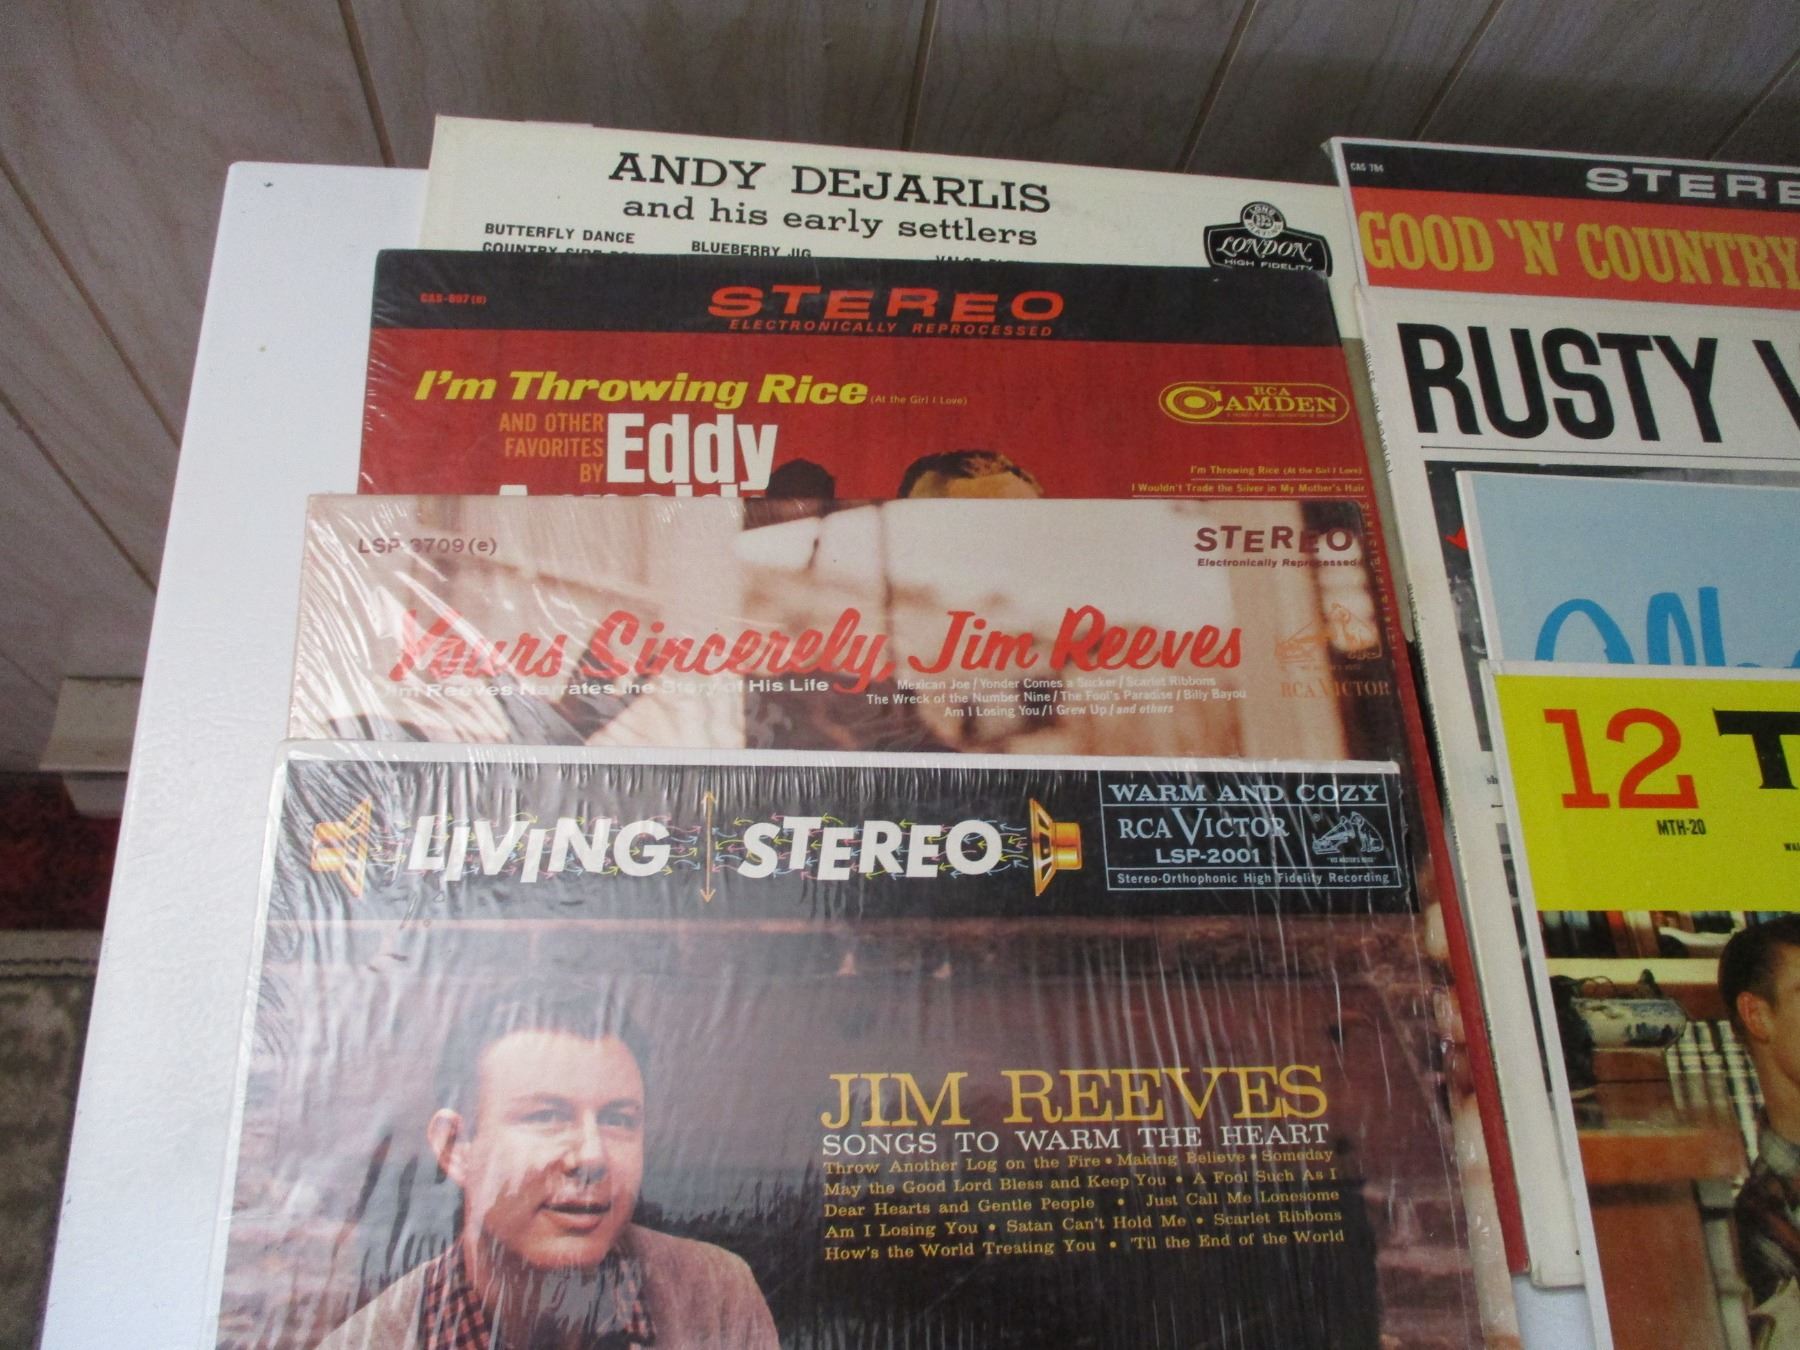 ANDY DEJARLIS
and his early settlers
BUTTERFLY DANCE
BLUEBERRY JIG
LONDON
HIGH FIDELITY
CAS-897(e)
STEREO
ELECTRONICALLY REPROCESSED
I'm Throwing Rice (At the Girl I Love)
AND OTHER
FAVORITES
BY
Eddy
RCA
CAMDEN
I'm Throwing Rice (At the Girl I Love)
I Wouldn't Trade the Silver in My Mother's Hair
LSP 3709(e)
STEREO
Electronically Reprocessed
Yours Sincerely, Jim Reeves
Jim Reeves Narrates the Story of His Life
Mexican Joe/Yonder Comes a Sucker/Scarlet Ribbons
The Wreck of the Number Nine/The Fool's Paradise/Billy Bayou
Am I Losing You/I Grew Up/and others
RCA VICTOR
LIVING STEREO
WARM AND COZY
RCA VICTOR
"HIS MASTER'S VOICE"
LSP-2001
Stereo-Orthophonic High Fidelity Recording
JIM REEVES
SONGS TO WARM THE HEART
Throw Another Log on the Fire • Making Believe • Someday
May the Good Lord Bless and Keep You • A Fool Such As I
Dear Hearts and Gentle People • Just Call Me Lonesome
Am I Losing You • Satan Can't Hold Me • Scarlet Ribbons
How's the World Treating You • 'Til the End of the World
CAS 784
STERE
GOOD 'N' COUNTRY
RUSTY
12 T
MTH-20